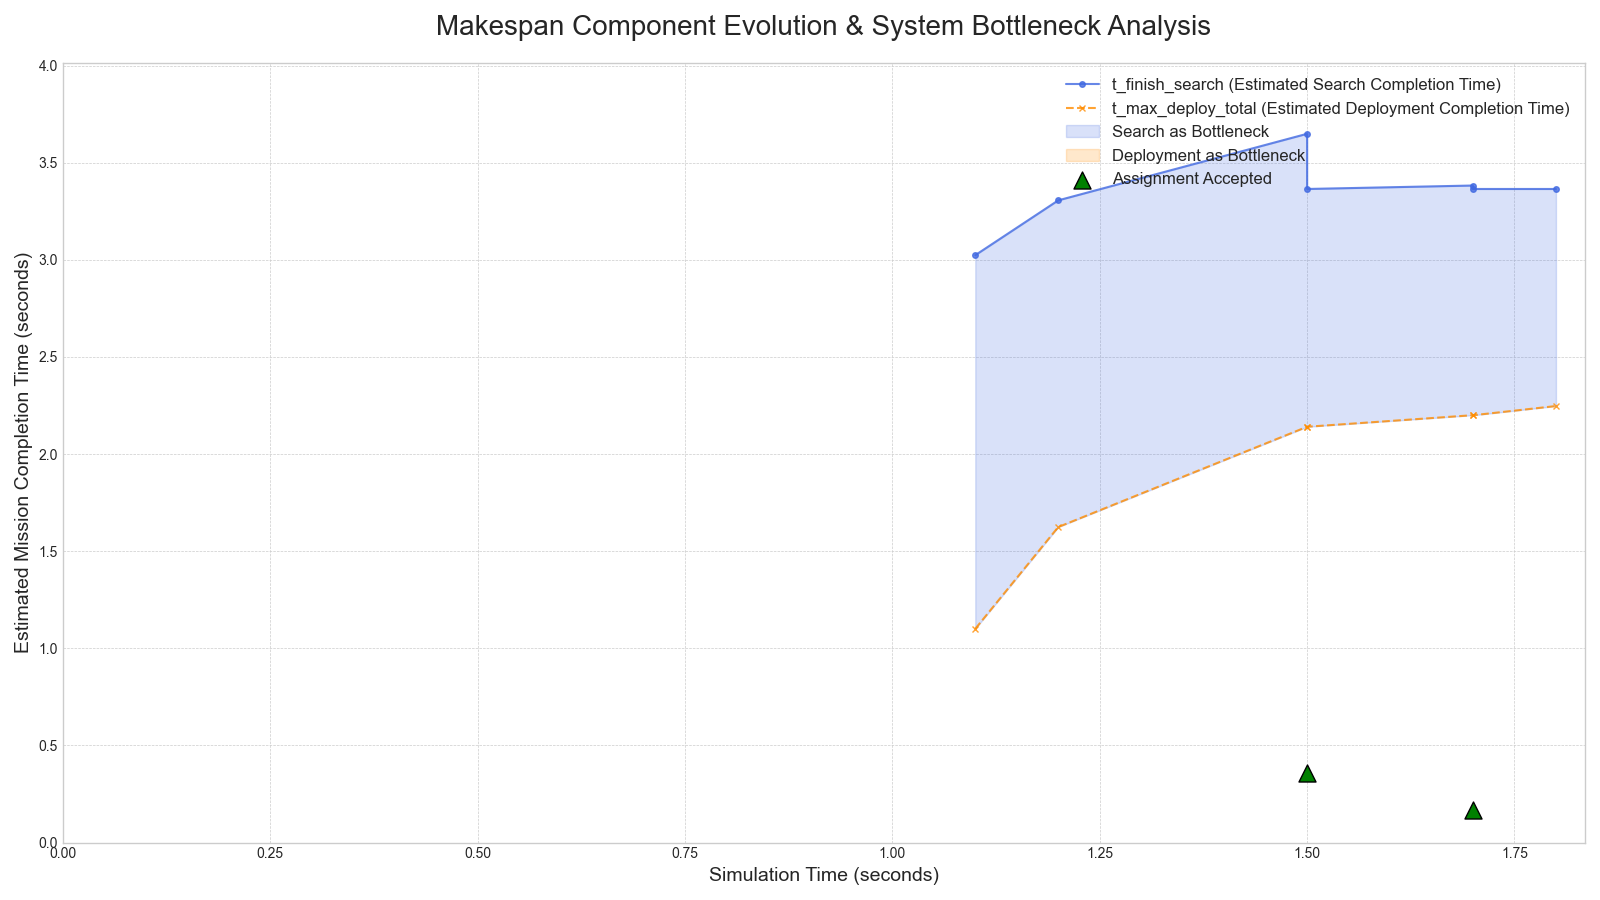 Makespan Component Evolution & System Bottleneck Analysis
4.0
3.5
3.0
2.5
2.0
1.5
1.0
0.5
0.0
Estimated Mission Completion Time (seconds)
t_finish_search (Estimated Search Completion Time)
t_max_deploy_total (Estimated Deployment Completion Time)
Search as Bottleneck
Deployment as Bottleneck
Assignment Accepted
0.00 0.25 0.50 0.75 1.00 1.25 1.50 1.75
Simulation Time (seconds)